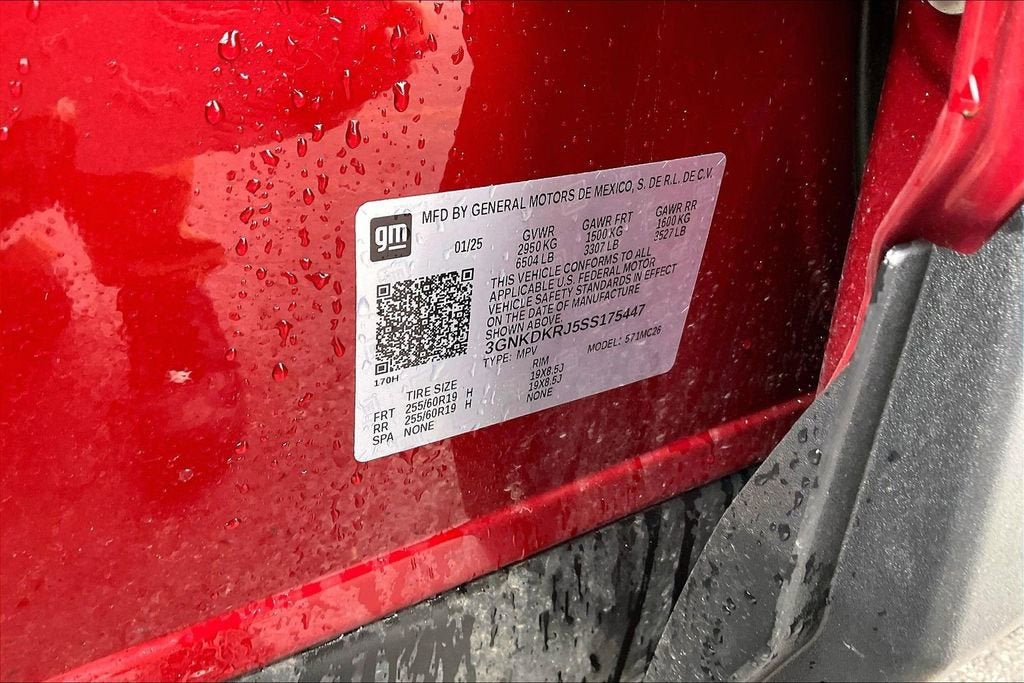 gm
MFD BY GENERAL MOTORS DE MEXICO, S. DE R.L. DE C.V.
01/25
GVWR
2950 KG
6504 LB
GAWR FRT
1500 KG
3307 LB
GAWR RR
1600 KG
3527 LB
THIS VEHICLE CONFORMS TO ALL
APPLICABLE U.S. FEDERAL MOTOR
VEHICLE SAFETY STANDARDS IN EFFECT
ON THE DATE OF MANUFACTURE
SHOWN ABOVE.
3GNKDKRJ5SS175447
TYPE: MPV
MODEL: 571MC26
170H
TIRE SIZE
RIM
FRT 255/60R19 H 19X8.5J
RR 255/60R19 H 19X8.5J
SPA NONE NONE